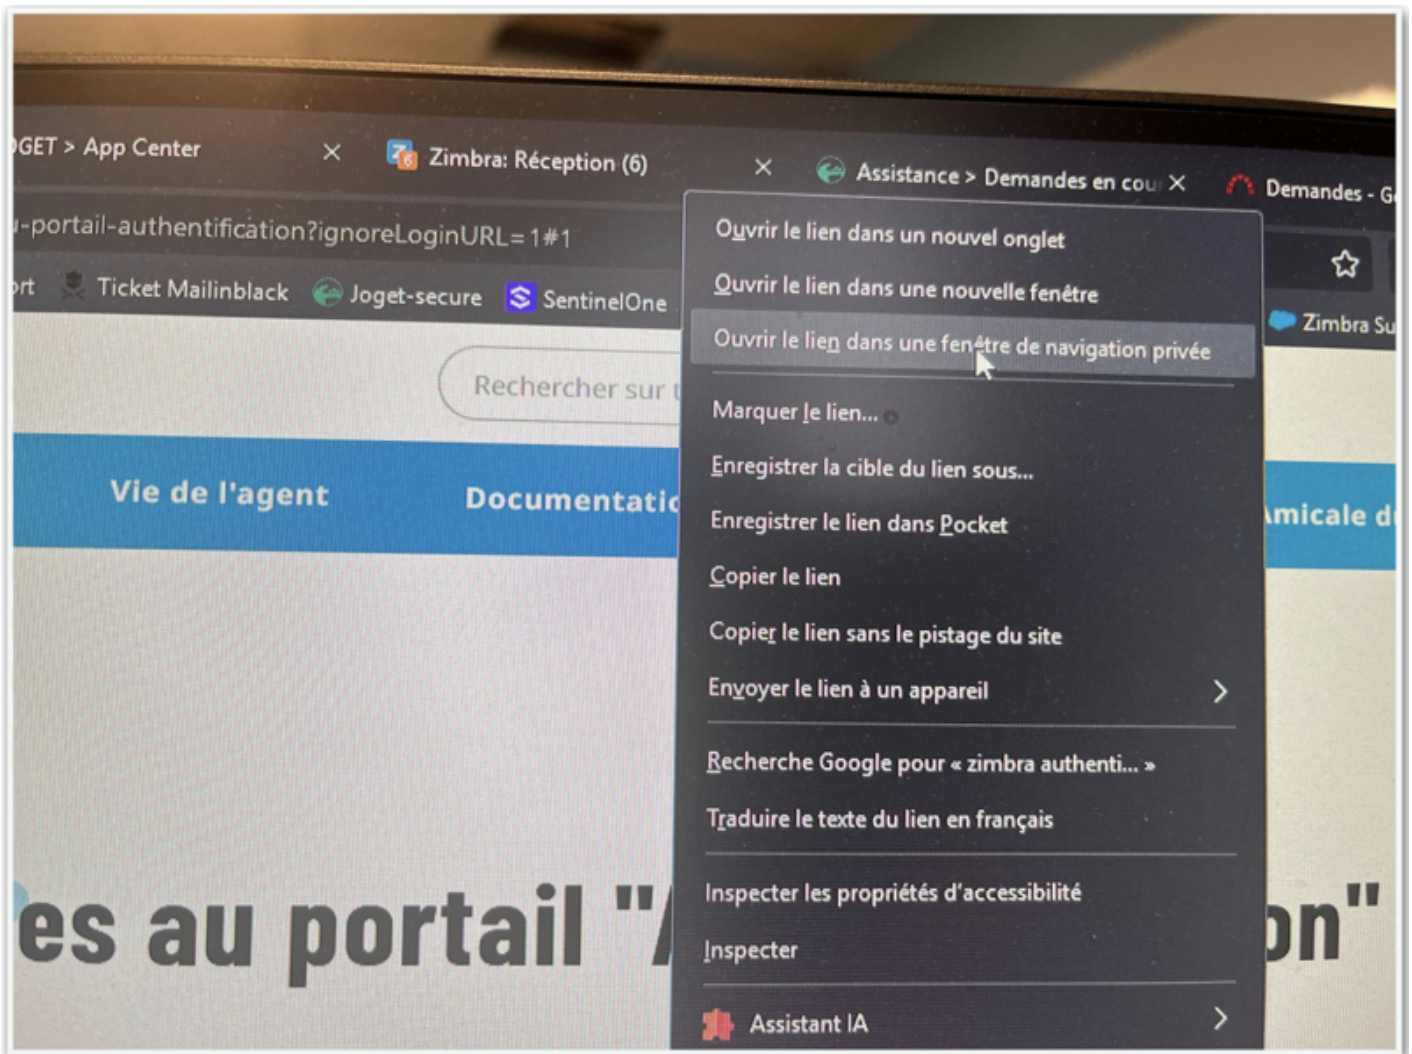 App Center
Zimbra: Réception (6)
Assistance > Demandes en cou
Demandes - G
-portail-authentification?ignoreLoginURL=1#1
Ticket Mailinblack
Joget-secure
SentinelOne
Zimbra Su
Rechercher sur t
Vie de l'agent
Documentatio
Amicale d
es au portail "A
on"
Ouvrir le lien dans un nouvel onglet
Ouvrir le lien dans une nouvelle fenêtre
Ouvrir le lien dans une fenêtre de navigation privée
Marquer le lien...
Enregistrer la cible du lien sous...
Enregistrer le lien dans Pocket
Copier le lien
Copier le lien sans le pistage du site
Envoyer le lien à un appareil
Recherche Google pour « zimbra authenti... »
Traduire le texte du lien en français
Inspecter les propriétés d'accessibilité
Inspecter
Assistant IA